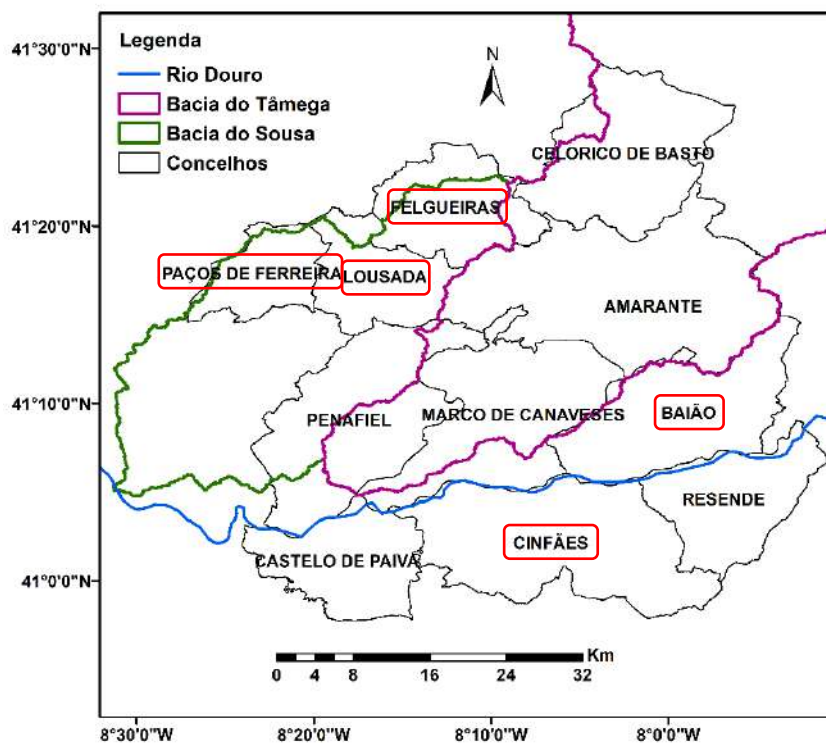 Legenda
Rio Douro
Bacia do Tâmega
Bacia do Sousa
Concelhos
N
41°30'0"N
41°20'0"N
41°10'0"N
41°0'0"N
CELORICO DE BASTO
FELGUEIRAS
PAÇOS DE FERREIRA
LOUSADA
AMARANTE
PENAFIEL
MARCO DE CANAVESES
BAIÃO
RESENDE
CINFÃES
CASTELO DE PAIVA
Km
0 4 8 16 24 32
8°30'0"W 8°20'0"W 8°10'0"W 8°0'0"W